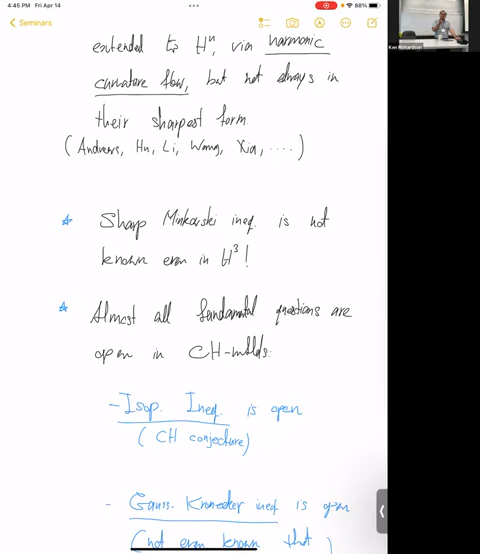 4:45 PM Fri Apr 14
88%
Seminars
extended to Hⁿ, via harmonic
curvature flow, but not always in
their sharpest form.
(Andrews, Hu, Li, Wang, Xia, ....)
* Sharp Minkowski ineq. is not
known even in H³!
* Almost all fundamental questions are
open in CH-mflds.
- Isop. Ineq. is open
(CH conjecture)
- Gauss-Kronecker ineq is open
(not even known that )
Ken Richardson